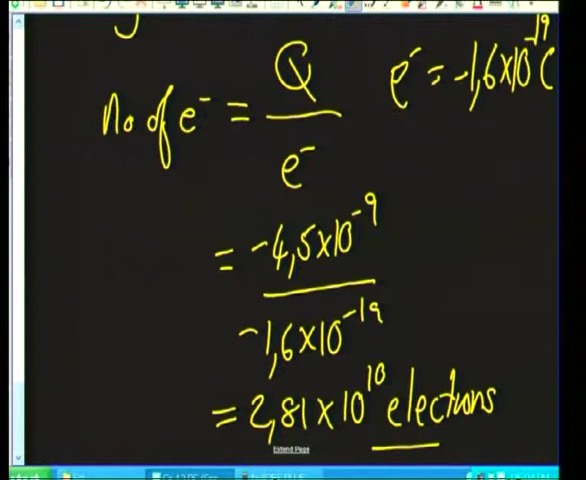 no of e⁻ = Q / e⁻
e⁻ = -1,6×10⁻¹⁹ C
= -4,5×10⁻⁹ / -1,6×10⁻¹⁹
= 2,81×10¹⁰ electrons
Extend Page